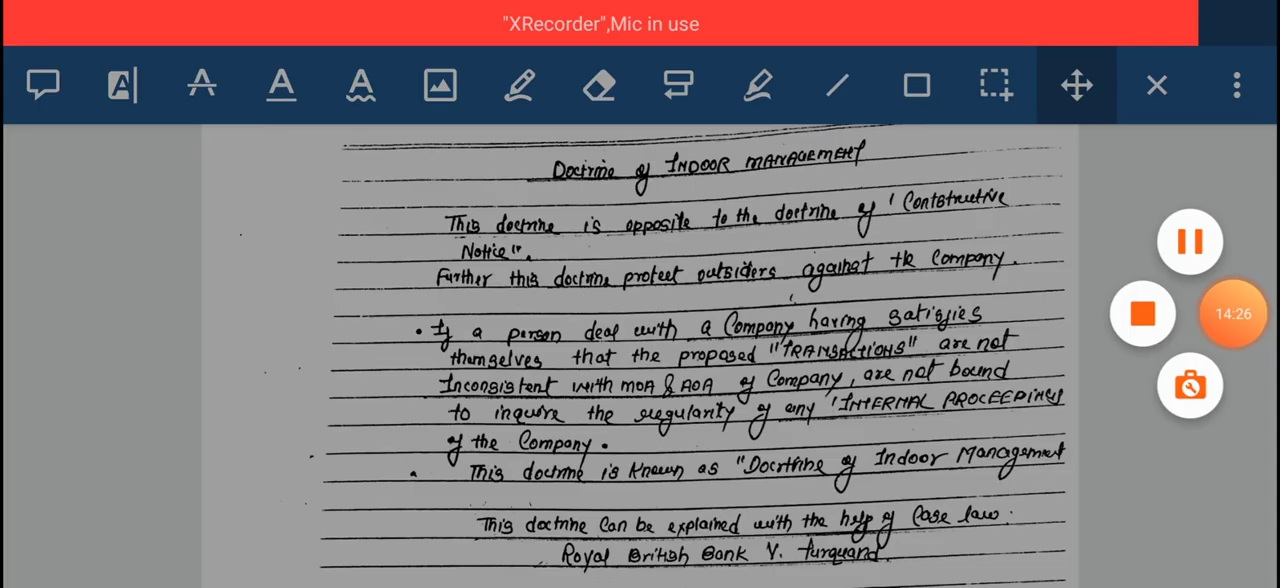 "XRecorder",Mic in use
Doctrine of INDOOR MANAGEMENT
This doctrine is opposite to the doctrine of 'Contstructive
Notice".
Further this doctrine protect outsiders against the Company.
• If a person deal with a Company having satisfies
themselves that the proposed "TRANSACTIONS" are not
Inconsistent with MOA & AOA of Company, are not bound
to inquire the regularity of any 'INTERNAL PROCEEDINGS
of the Company.
• This doctrine is known as "Docrtrine of Indoor Management
This doctrine Can be explained with the help of Case law.
Royal British Bank V. Turquand.
14:26